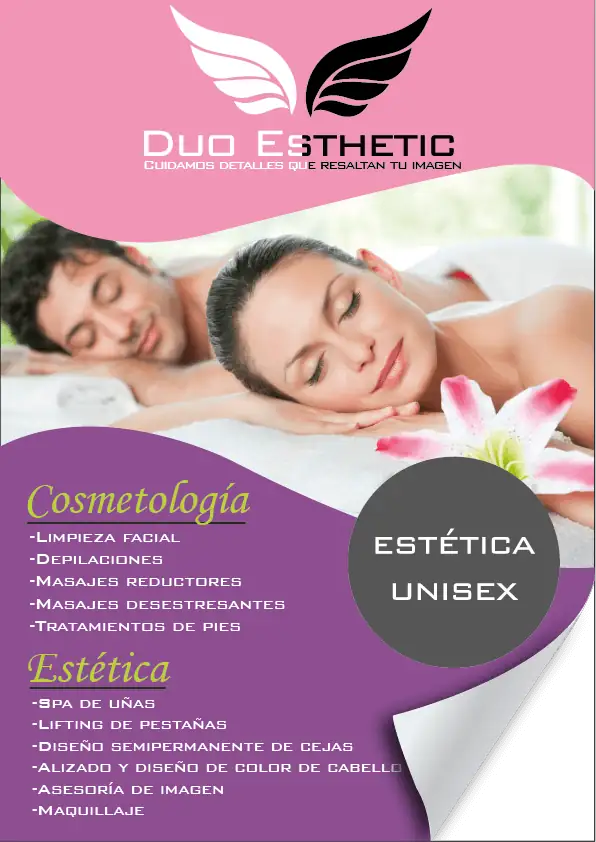 Duo Esthetic
Cuidamos detalles que resaltan tu imagen
Cosmetología
-Limpieza facial
-Depilaciones
-Masajes reductores
-Masajes desestresantes
-Tratamientos de pies
ESTÉTICA
UNISEX
Estética
-Spa de uñas
-Lifting de pestañas
-Diseño semipermanente de cejas
-Alizado y diseño de color de cabello
-Asesoría de imagen
-Maquillaje